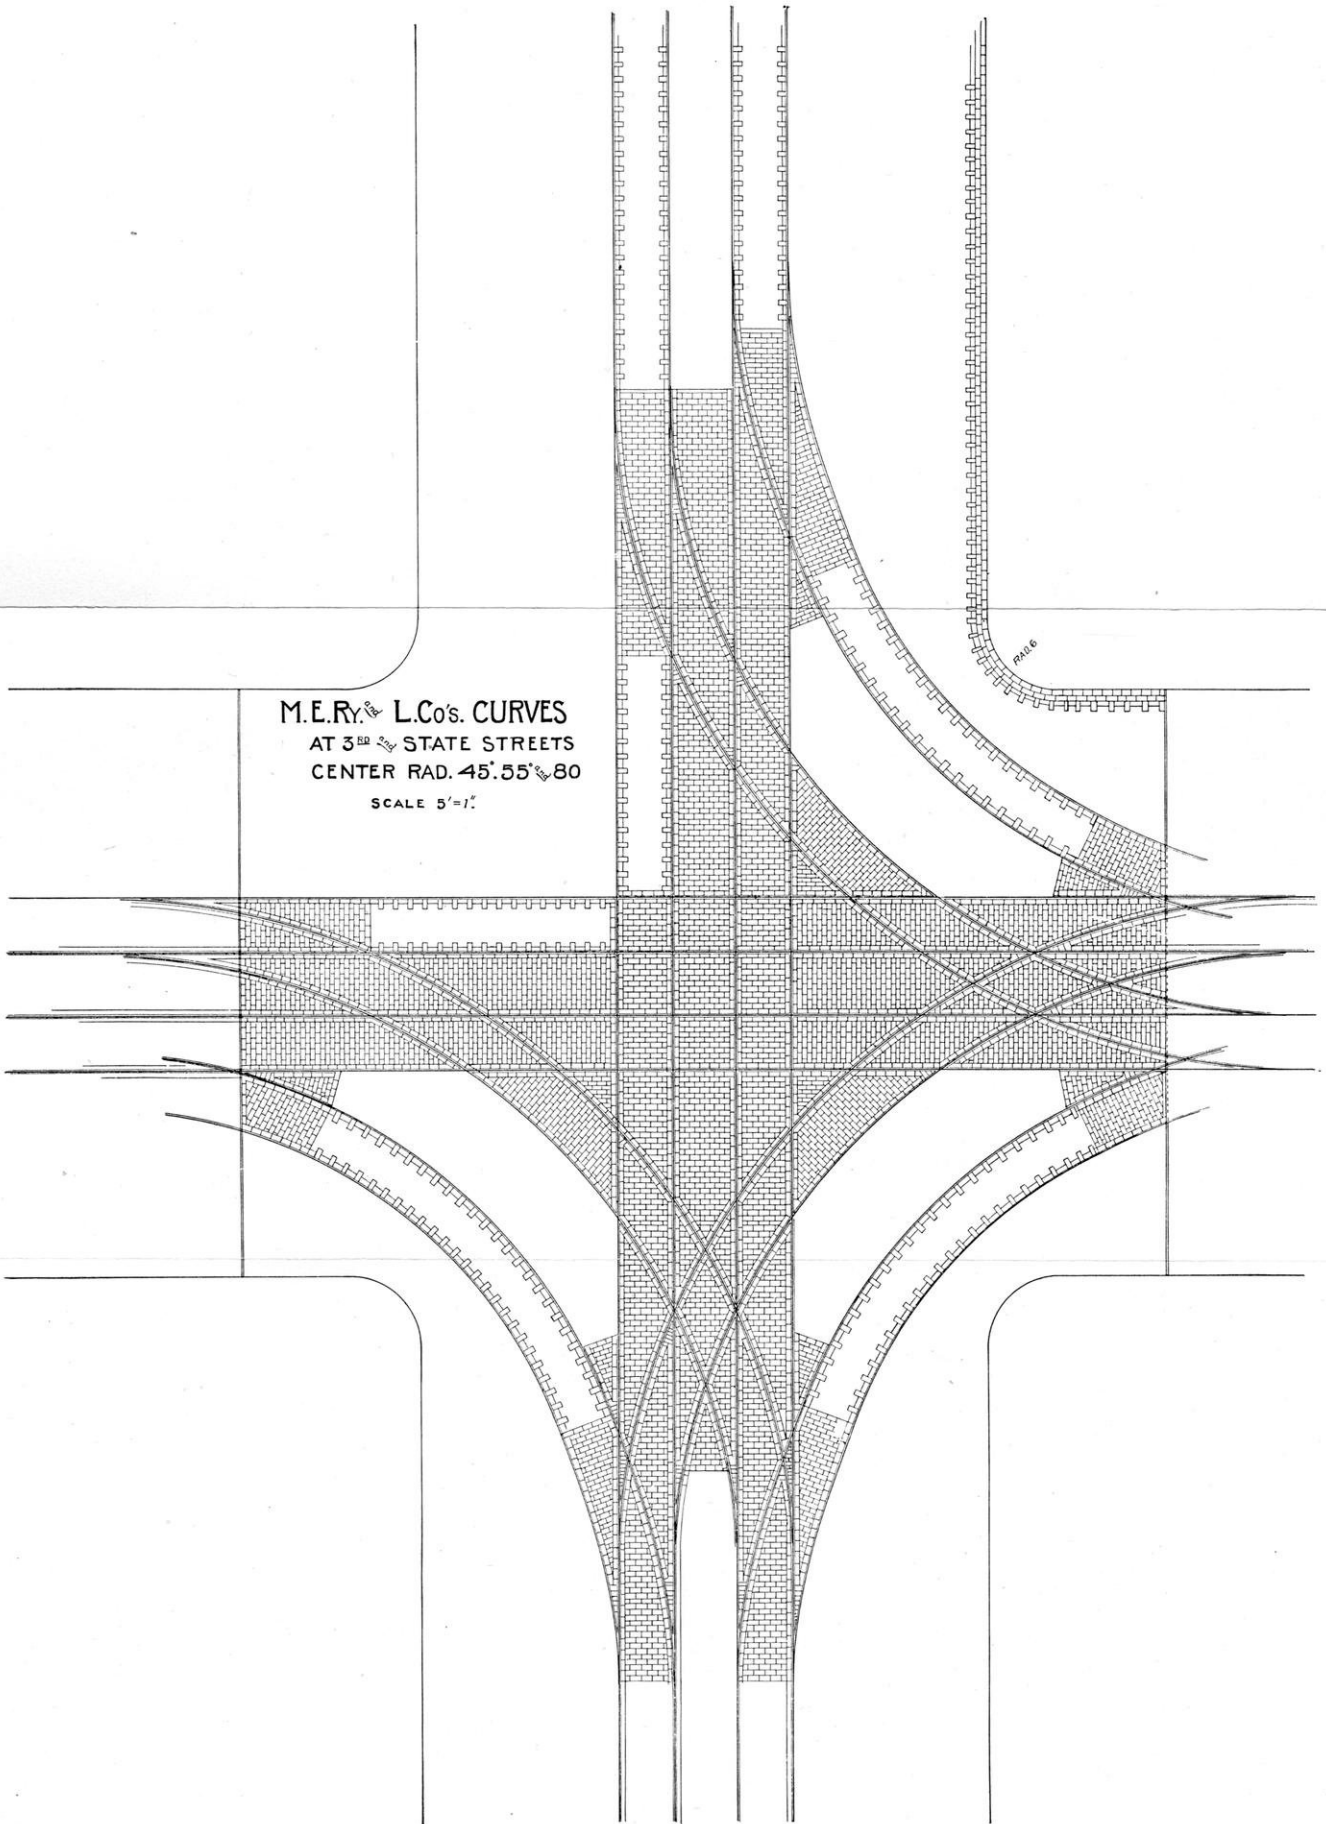 M.E.RY. and L.CO'S. CURVES
AT 3RD and STATE STREETS
CENTER RAD. 45°.55° and 80
SCALE 5'=1".
RAD.6